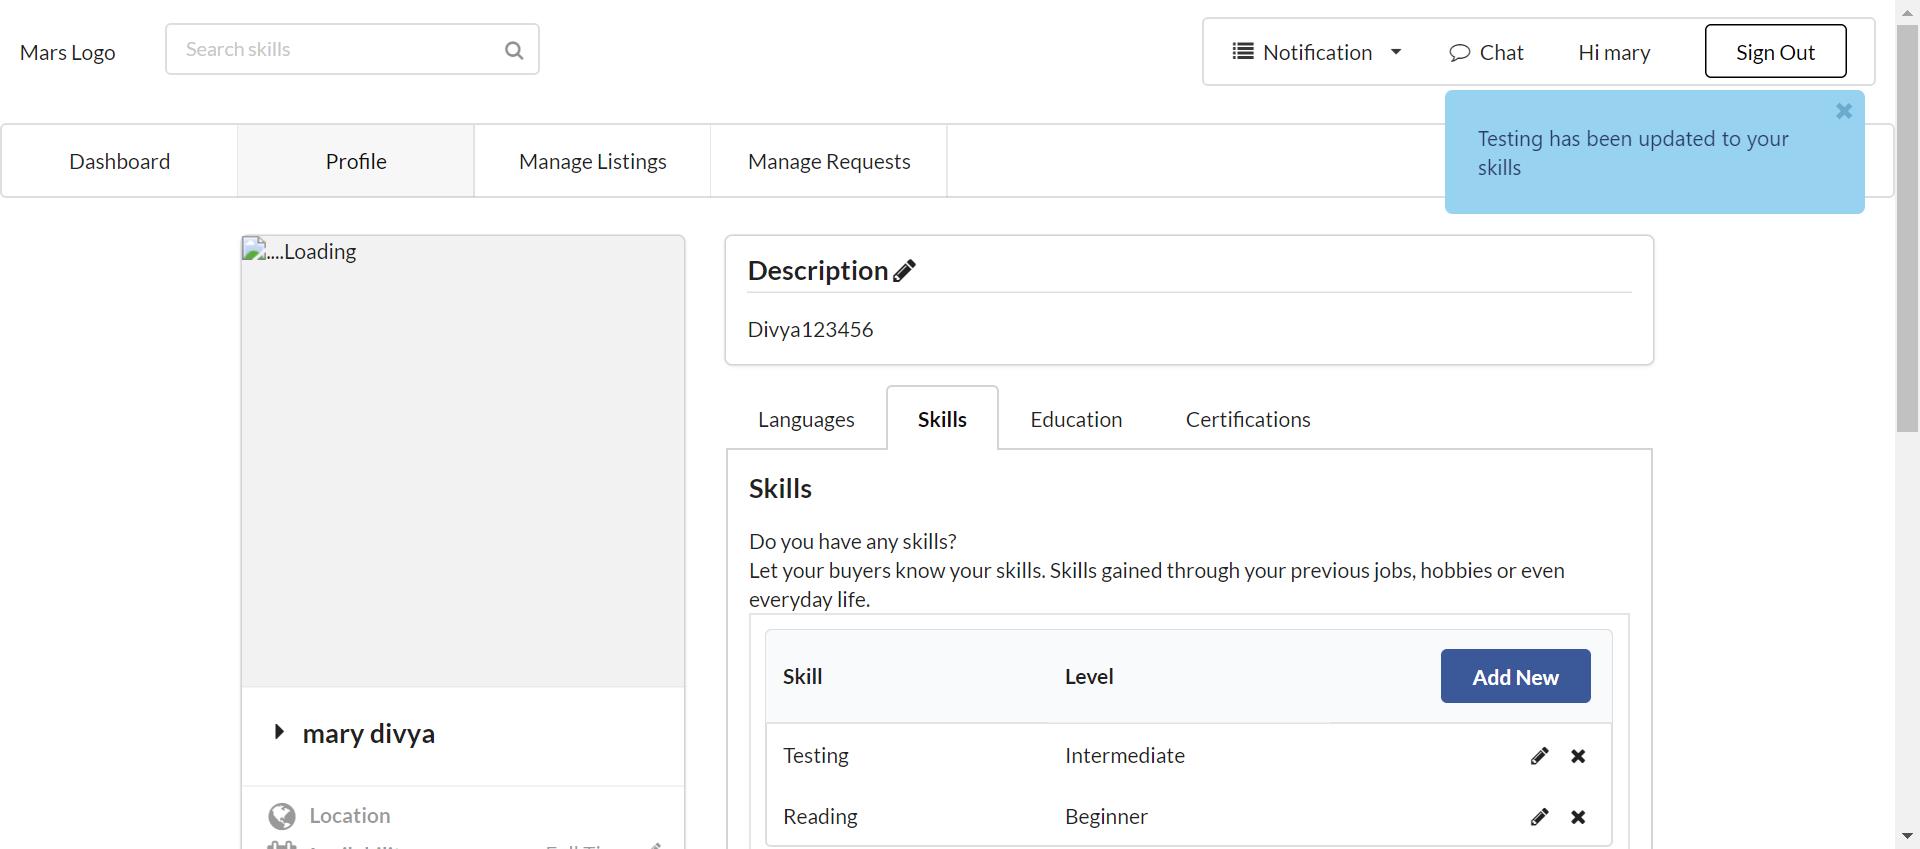 Mars Logo
Search skills
Notification
Chat
Hi mary
Sign Out
Testing has been updated to your
skills
Dashboard
Profile
Manage Listings
Manage Requests
....Loading
Description
Divya123456
Languages
Skills
Education
Certifications
Skills
Do you have any skills?
Let your buyers know your skills. Skills gained through your previous jobs, hobbies or even
everyday life.
Skill
Level
Add New
Testing
Intermediate
Reading
Beginner
mary divya
Location